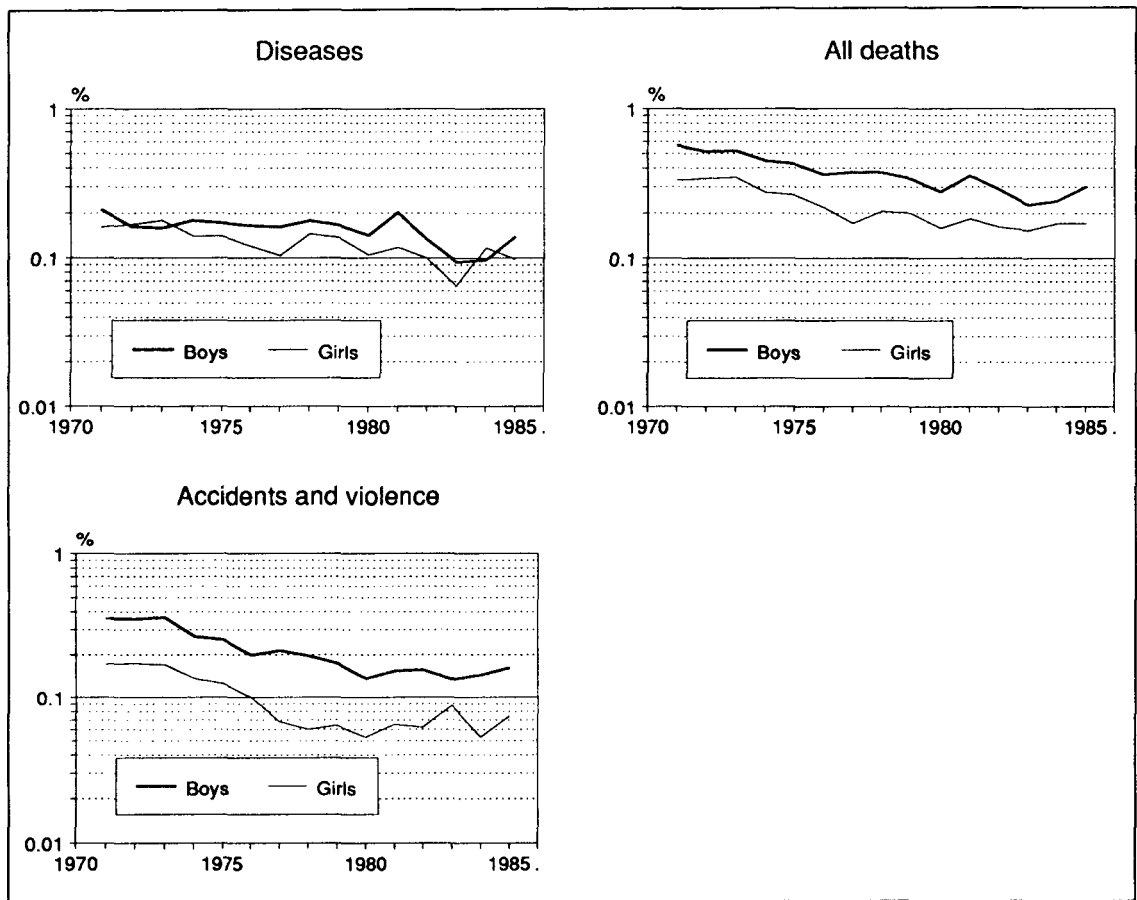 Diseases
%
1
0.1
Boys Girls
0.01
1970 1975 1980 1985 .
All deaths
%
1
0.1
Boys Girls
0.01
1970 1975 1980 1985 .
Accidents and violence
%
1
0.1
Boys Girls
0.01
1970 1975 1980 1985 .